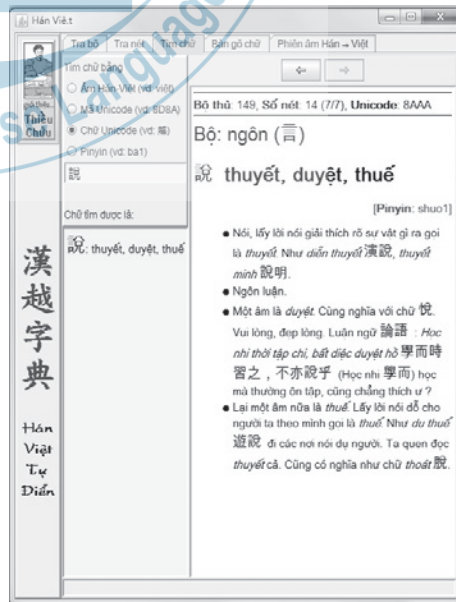 Hán Việt
Tra bộ
Tra nét
Tìm chữ
Bản gõ chữ
Phiên âm Hán → Việt
Tìm chữ bằng
Âm Hán-Việt (vd: việt)
Mã Unicode (vd: 8D8A)
Chữ Unicode (vd: 越)
Pinyin (vd: ba1)
說
Chữ tìm được là:
說: thuyết, duyệt, thuế
Thiều
Chửu
漢
越
字
典
Hán
Việt
Tự
Điển
Bộ thủ: 149, Số nét: 14 (7/7), Unicode: 8AAA
Bộ: ngôn (言)
說 thuyết, duyệt, thuế
[Pinyin: shuo1]
● Nói, lấy lời nói giải thích rõ sự vật gì ra gọi
là thuyết. Như diễn thuyết 演說, thuyết
minh 說明.
● Ngôn luận.
● Một âm là duyệt. Cùng nghĩa với chữ 悅.
Vui lòng, đẹp lòng. Luận ngữ 論語 : Học
nhi thời tập chi, bất diệc duyệt hồ 學而時
習之，不亦說乎 (Học nhi 學而) học
mà thường ôn tập, cũng chẳng thích ư ?
● Lại một âm nữa là thuế. Lấy lời nói dỗ cho
người ta theo mình gọi là thuế. Như du thuế
遊說 đi các nơi nói dụ người. Ta quen đọc
thuyết cả. Cũng có nghĩa như chữ thoát 脫.